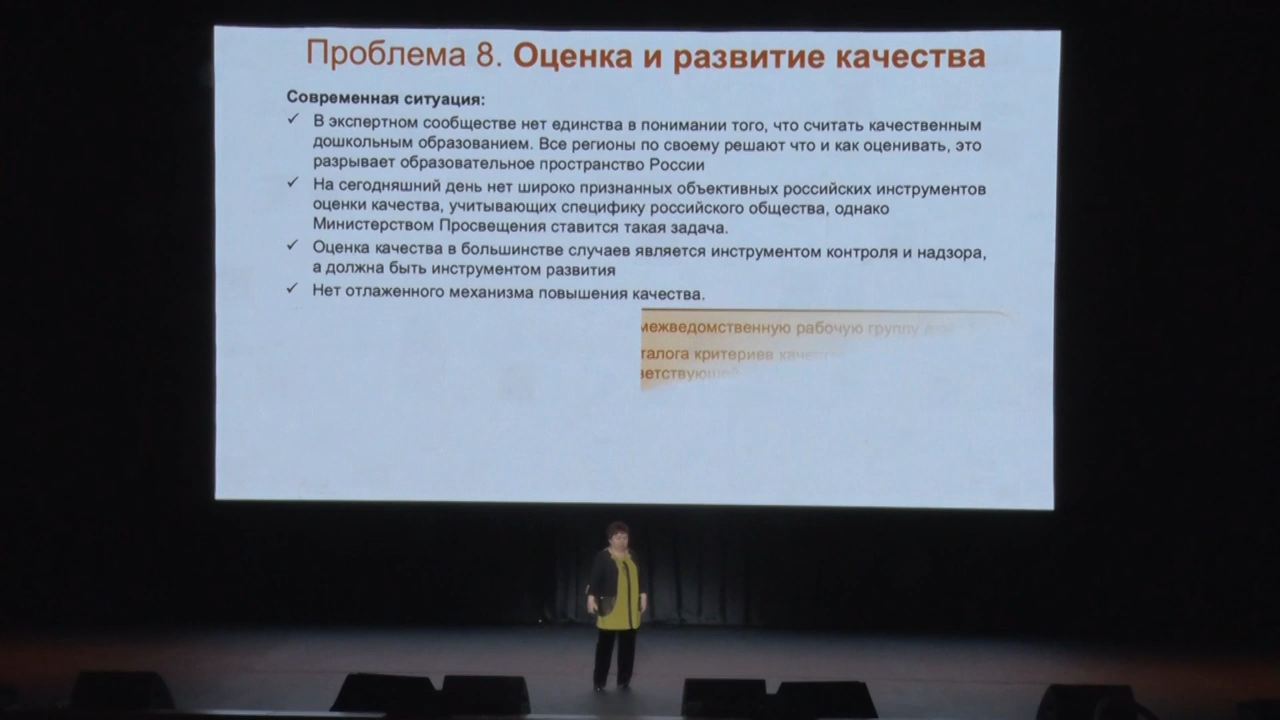 Проблема 8. Оценка и развитие качества
Современная ситуация:
✓ В экспертном сообществе нет единства в понимании того, что считать качественным
дошкольным образованием. Все регионы по своему решают что и как оценивать, это
разрывает образовательное пространство России
✓ На сегодняшний день нет широко признанных объективных российских инструментов
оценки качества, учитывающих специфику российского общества, однако
Министерством Просвещения ставится такая задача.
✓ Оценка качества в большинстве случаев является инструментом контроля и надзора,
а должна быть инструментом развития
✓ Нет отлаженного механизма повышения качества.
межведомственную рабочую группу
талога критериев